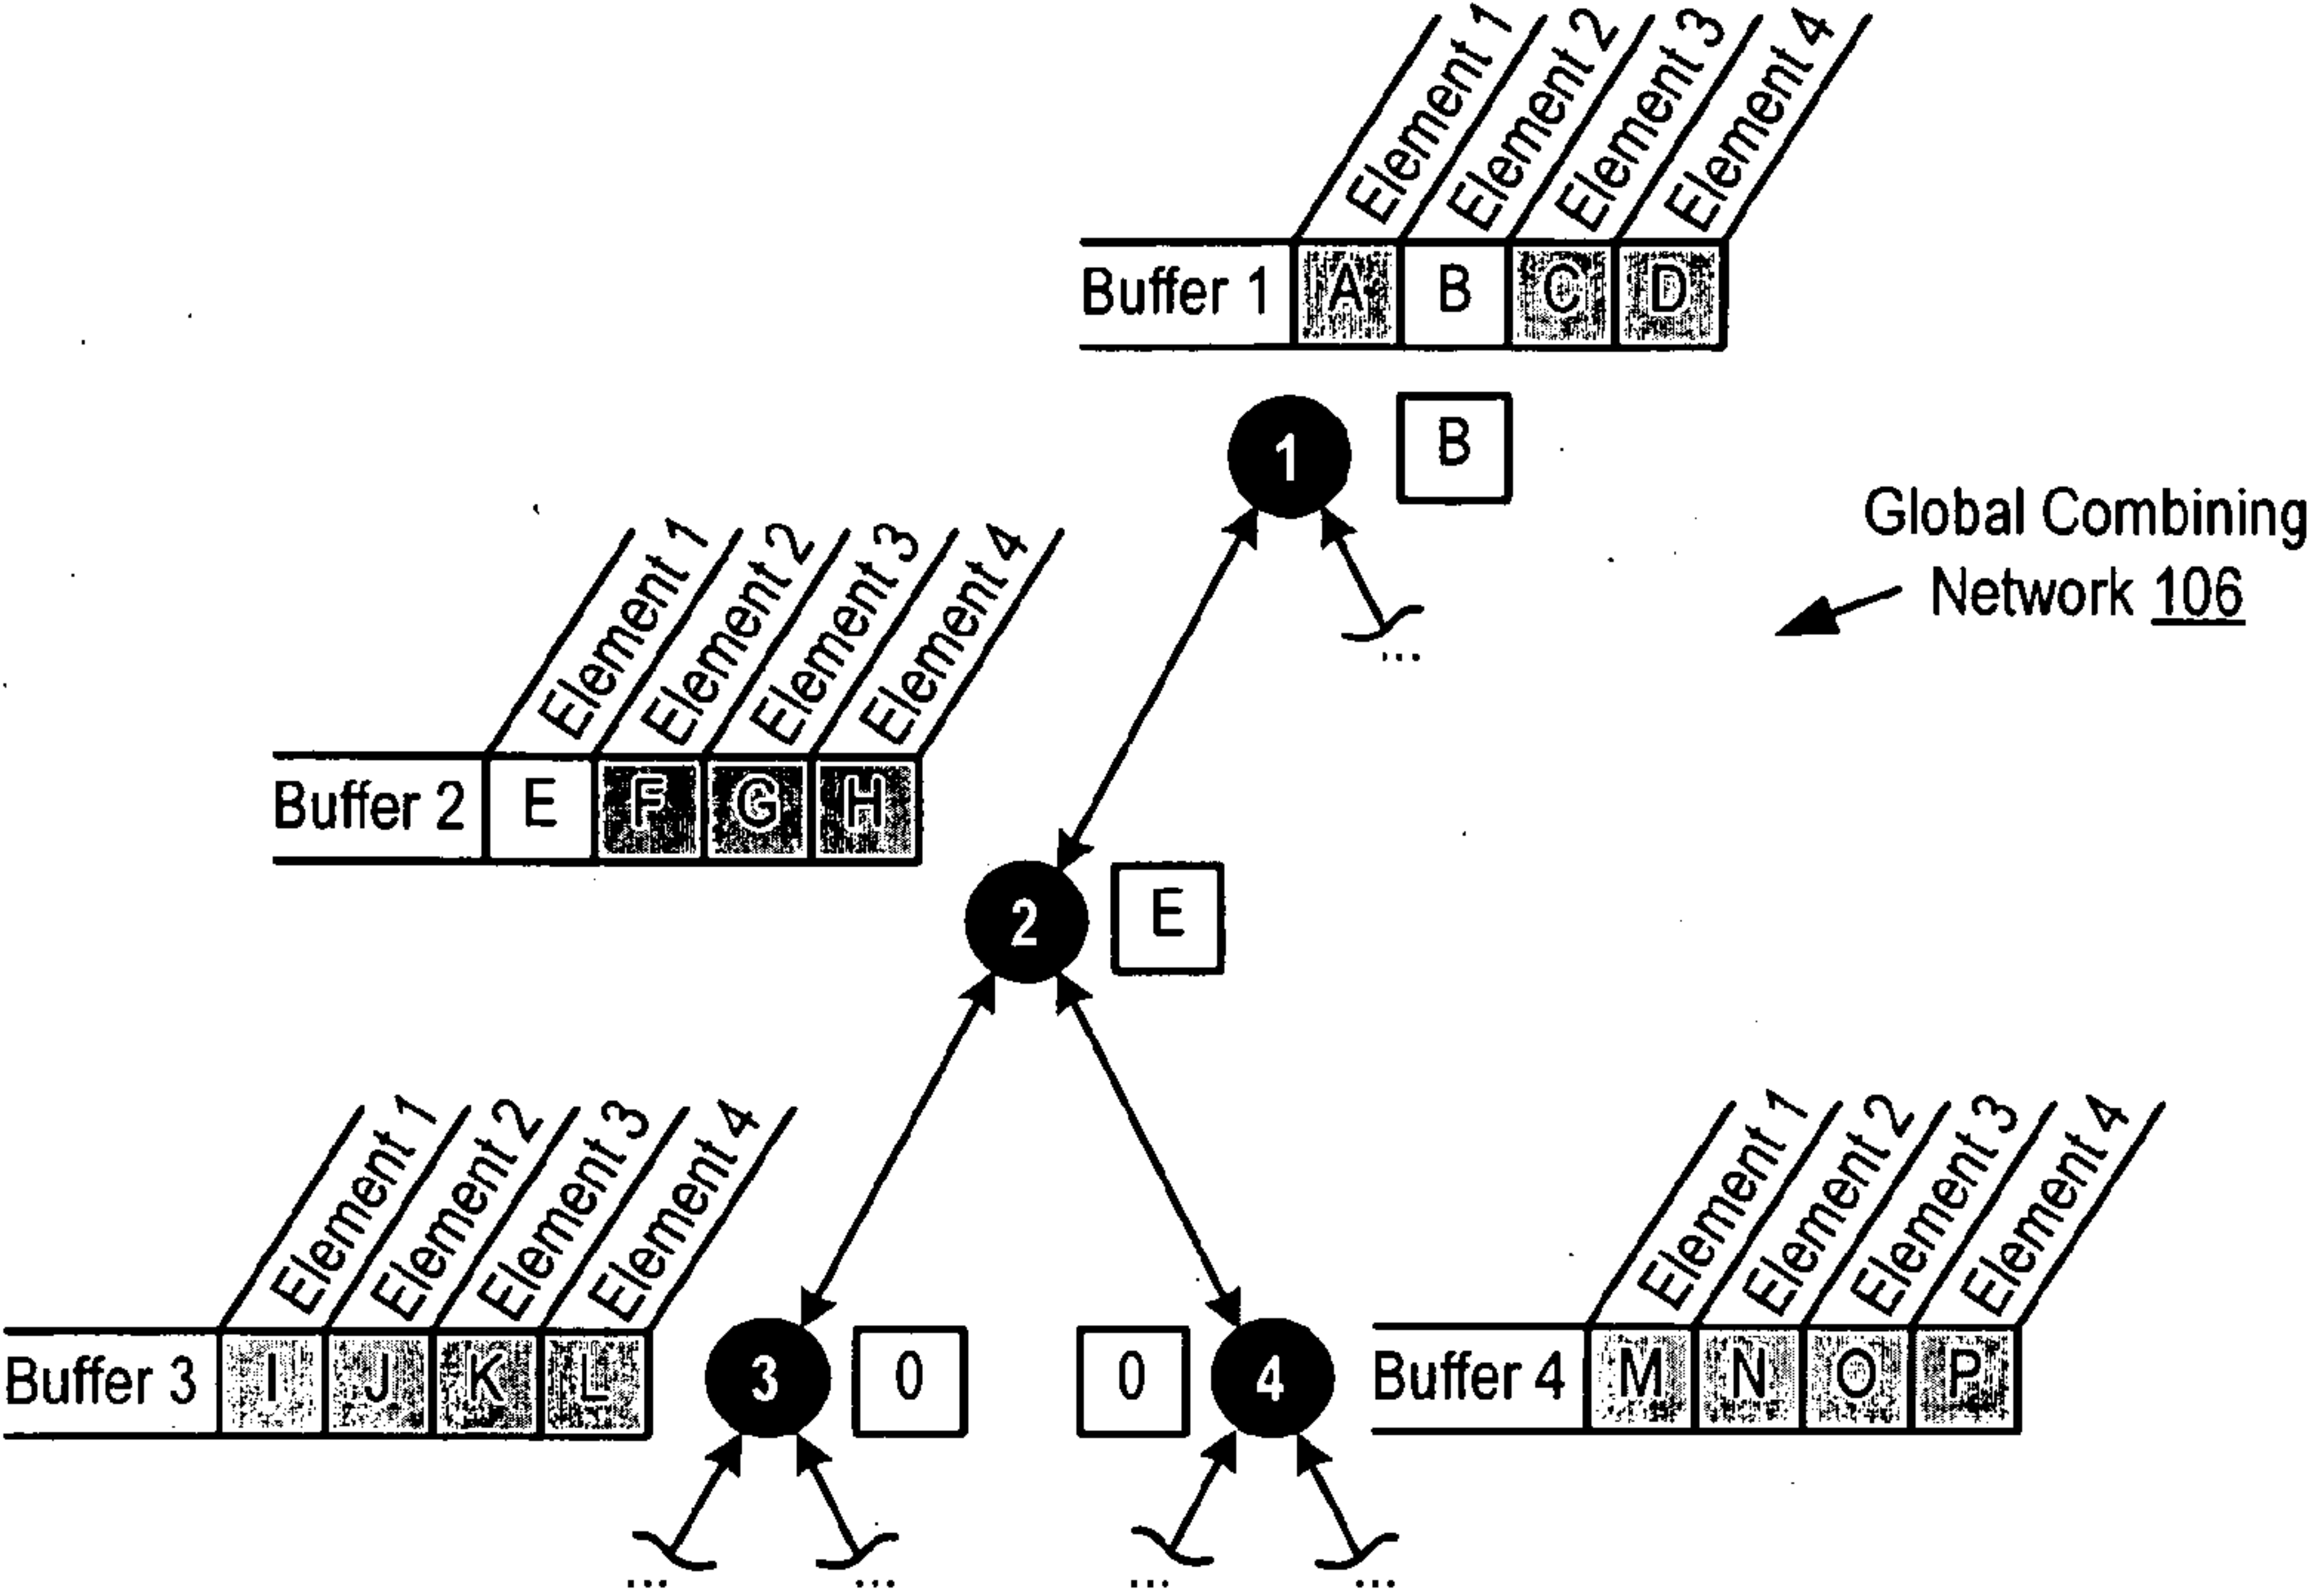 Element 1
Element 2
Element 3
Element 4
Buffer 1 A B C D
1 B
Global Combining
Network 106
...
Element 1
Element 2
Element 3
Element 4
Buffer 2 E F G H
2 E
Element 1
Element 2
Element 3
Element 4
Buffer 3 I J K L
3 0
0 4
Element 1
Element 2
Element 3
Element 4
Buffer 4 M N O P
... ... ... ...